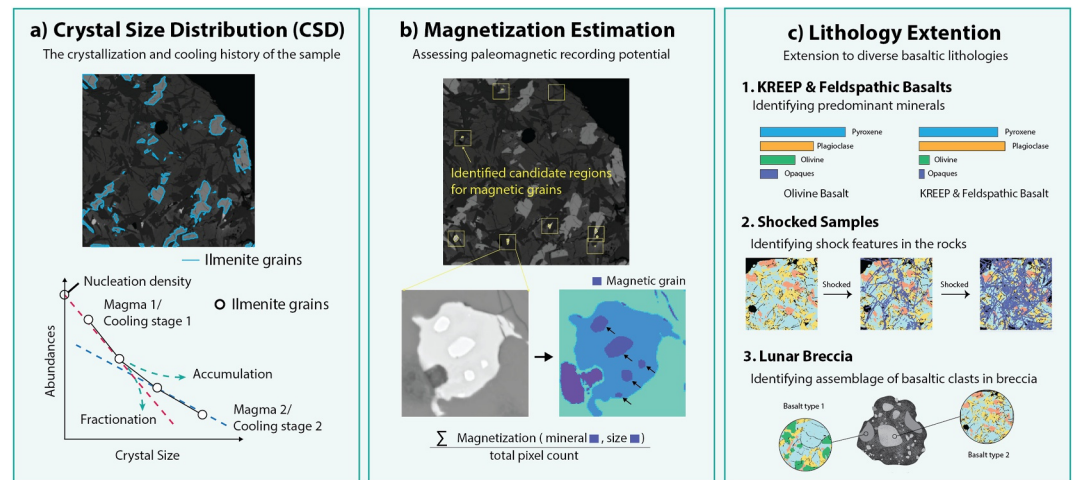 a) Crystal Size Distribution (CSD)
The crystallization and cooling history of the sample
Ilmenite grains
Nucleation density
Magma 1/
Cooling stage 1
Ilmenite grains
Abundances
Accumulation
Fractionation
Magma 2/
Cooling stage 2
Crystal Size
b) Magnetization Estimation
Assessing paleomagnetic recording potential
Identified candidate regions
for magnetic grains
Magnetic grain
∑ Magnetization ( mineral , size )
total pixel count
c) Lithology Extention
Extension to diverse basaltic lithologies
1. KREEP & Feldspathic Basalts
Identifying predominant minerals
Pyroxene
Plagioclase
Olivine
Opaques
Olivine Basalt
Pyroxene
Plagioclase
Olivine
Opaques
KREEP & Feldspathic Basalt
2. Shocked Samples
Identifying shock features in the rocks
Shocked
Shocked
3. Lunar Breccia
Identifying assemblage of basaltic clasts in breccia
Basalt type 1
Basalt type 2